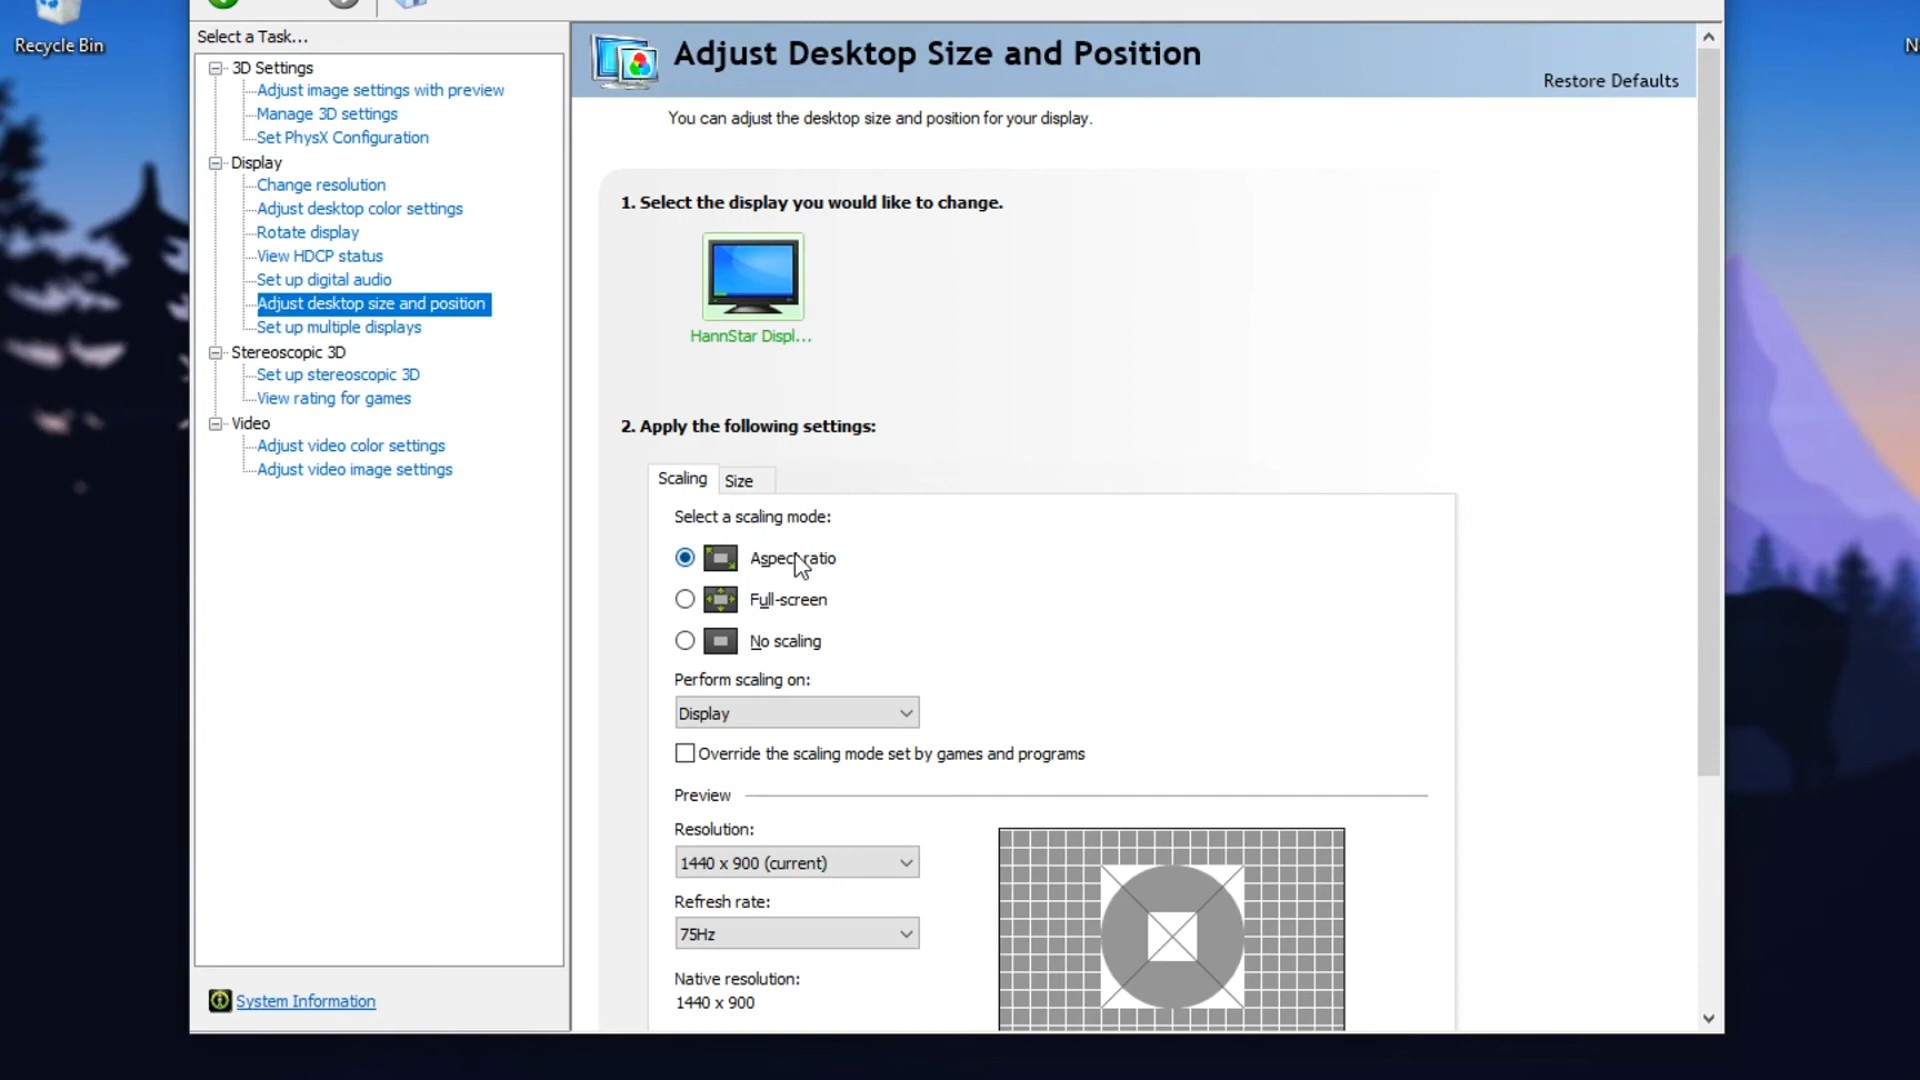 Recycle Bin
Select a Task...
3D Settings
Adjust image settings with preview
Manage 3D settings
Set PhysX Configuration
Display
Change resolution
Adjust desktop color settings
Rotate display
View HDCP status
Set up digital audio
Adjust desktop size and position
Set up multiple displays
Stereoscopic 3D
Set up stereoscopic 3D
View rating for games
Video
Adjust video color settings
Adjust video image settings
System Information
Adjust Desktop Size and Position
Restore Defaults
You can adjust the desktop size and position for your display.
1. Select the display you would like to change.
HannStar Displ...
2. Apply the following settings:
Scaling
Size
Select a scaling mode:
Aspect ratio
Full-screen
No scaling
Perform scaling on:
Display
Override the scaling mode set by games and programs
Preview
Resolution:
1440 x 900 (current)
Refresh rate:
75Hz
Native resolution:
1440 x 900